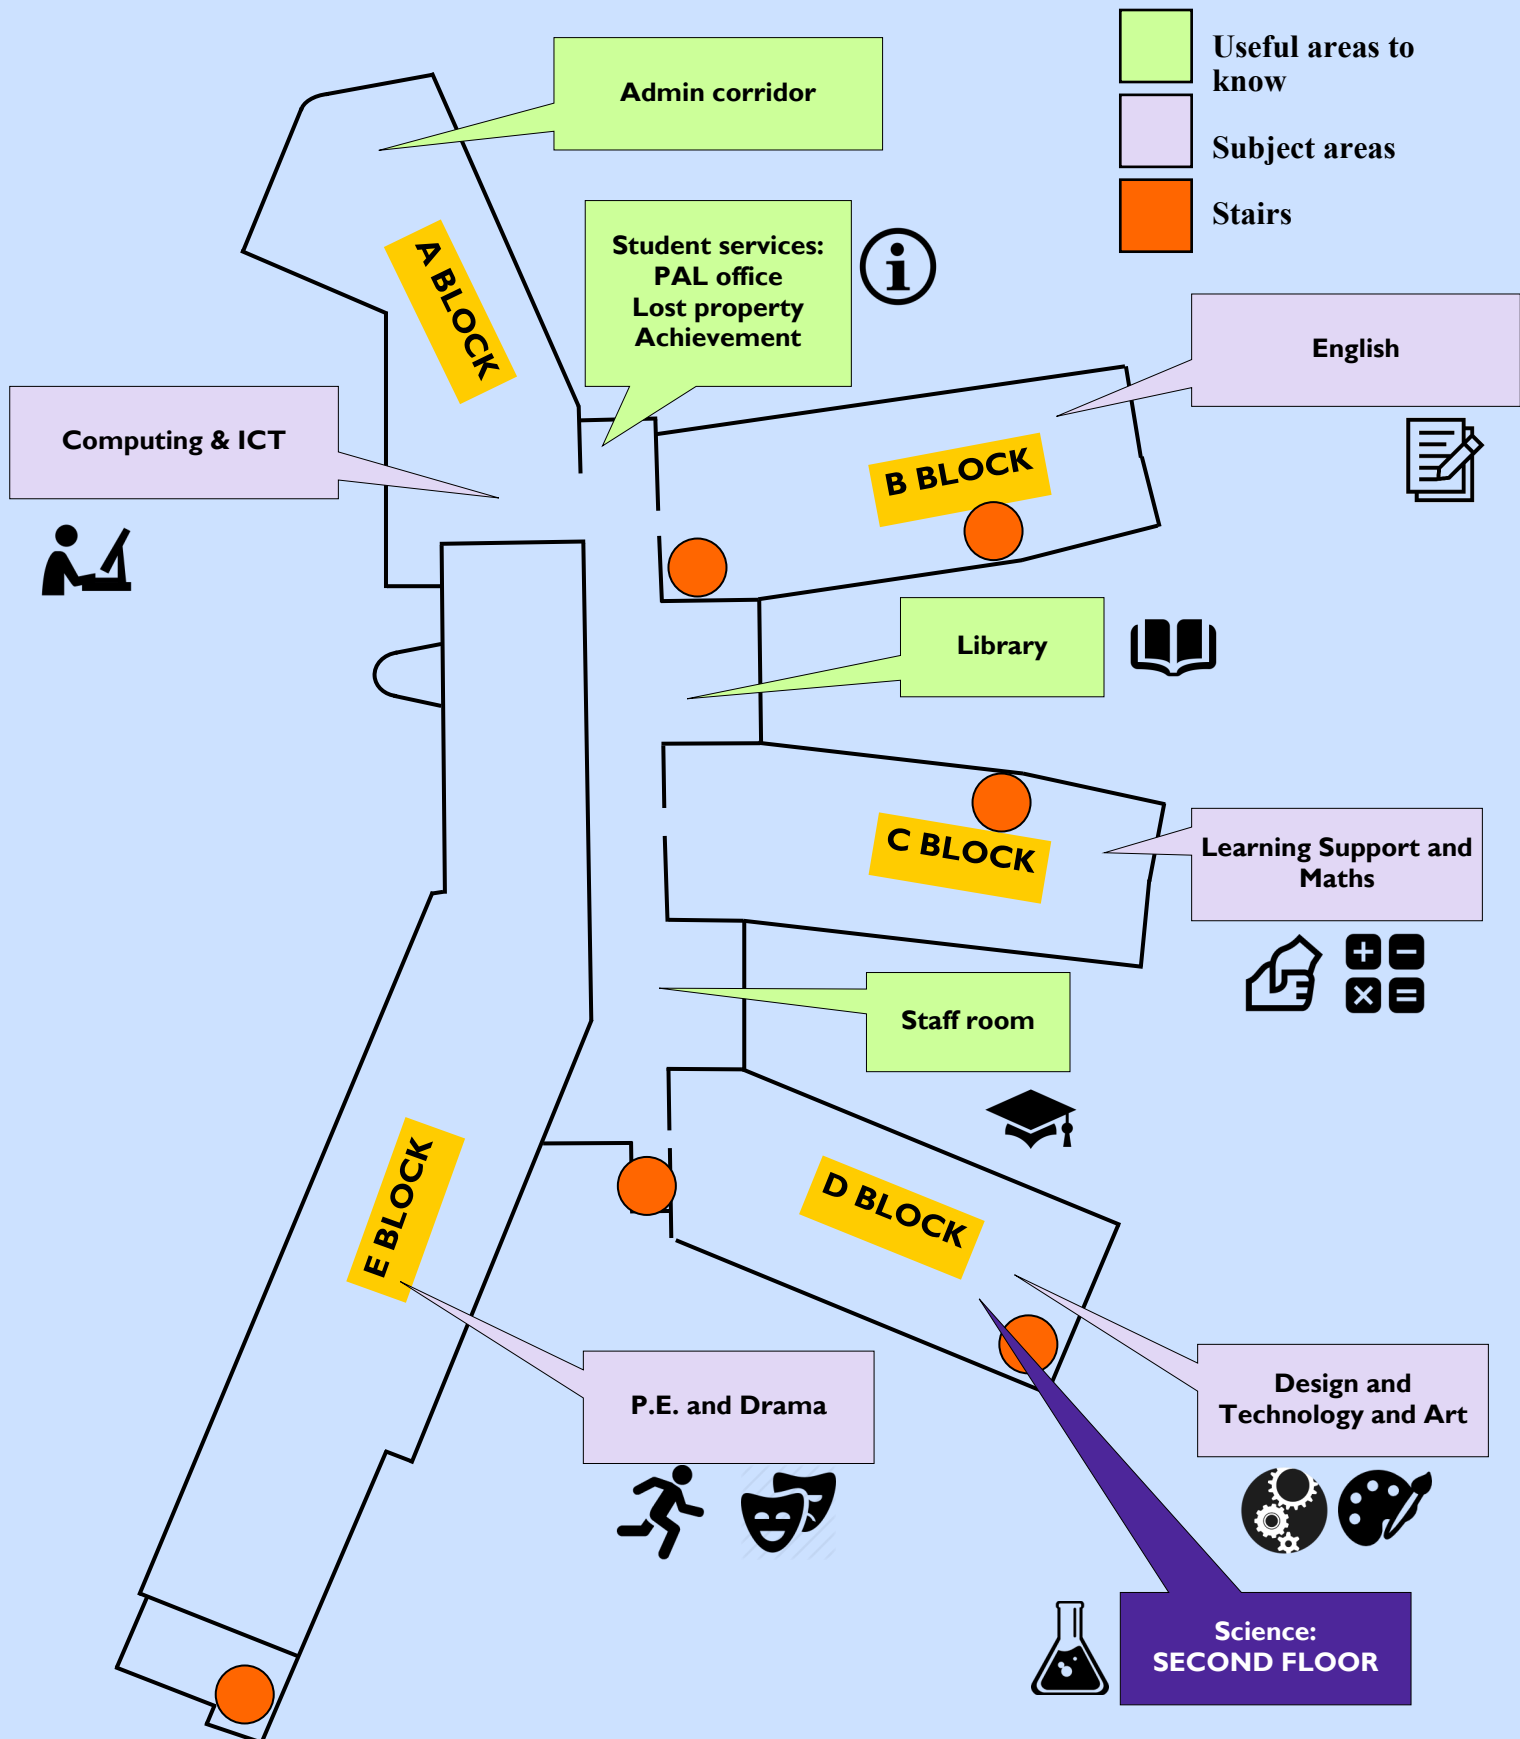 Useful areas to
know
Subject areas
Stairs
Admin corridor
A BLOCK
Student services:
PAL office
Lost property
Achievement
English
Computing & ICT
B BLOCK
Library
C BLOCK
Learning Support and
Maths
Staff room
E BLOCK
D BLOCK
P.E. and Drama
Design and
Technology and Art
Science:
SECOND FLOOR